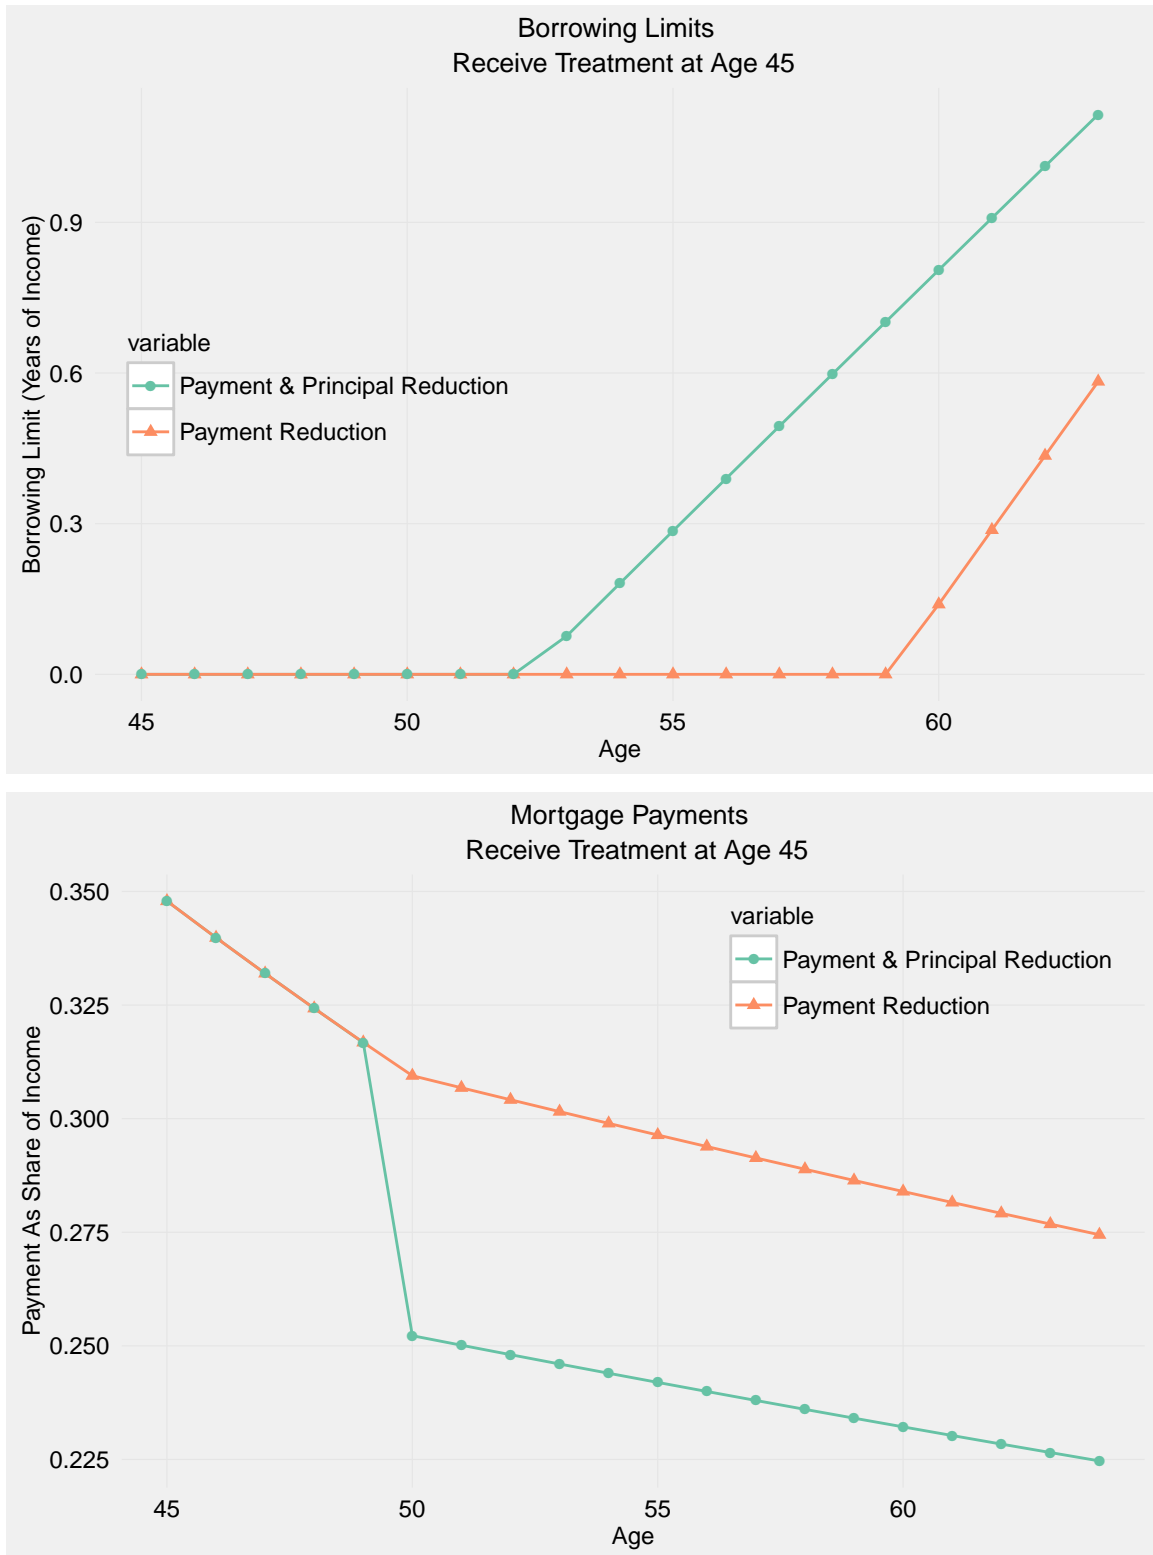 Borrowing Limits
Receive Treatment at Age 45
Borrowing Limit (Years of Income)
0.9
0.6
0.3
0.0
variable
Payment & Principal Reduction
Payment Reduction
45 50 55 60
Age
Mortgage Payments
Receive Treatment at Age 45
Payment As Share of Income
0.350
0.325
0.300
0.275
0.250
0.225
variable
Payment & Principal Reduction
Payment Reduction
45 50 55 60
Age